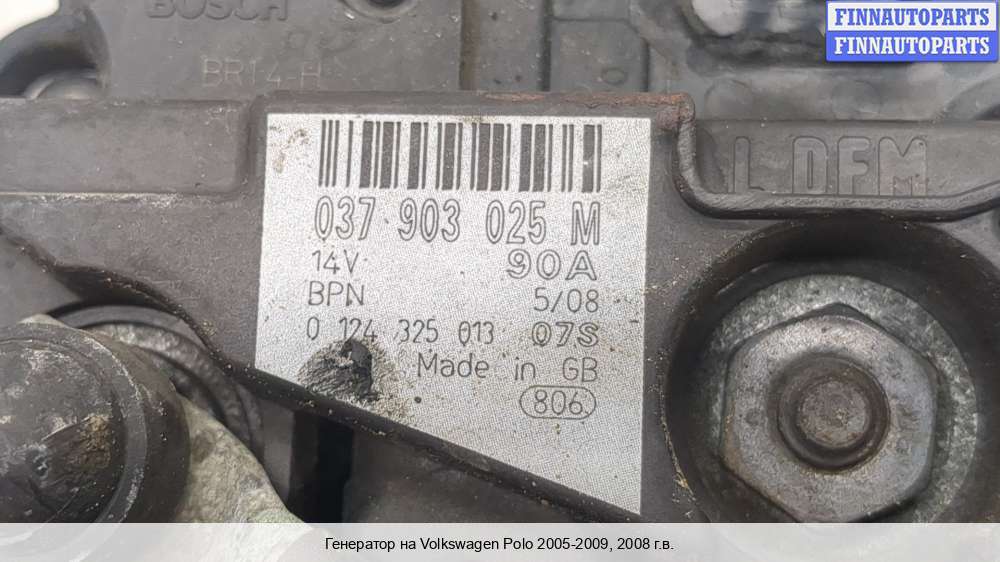 BOSCH
BR14-H
FINNAUTOPARTS
FINNAUTOPARTS
L DFM
037 903 025 M
14V 90A
BPN 5/08
0 124 325 013 07S
Made in GB
806
Генератор на Volkswagen Polo 2005-2009, 2008 г.в.